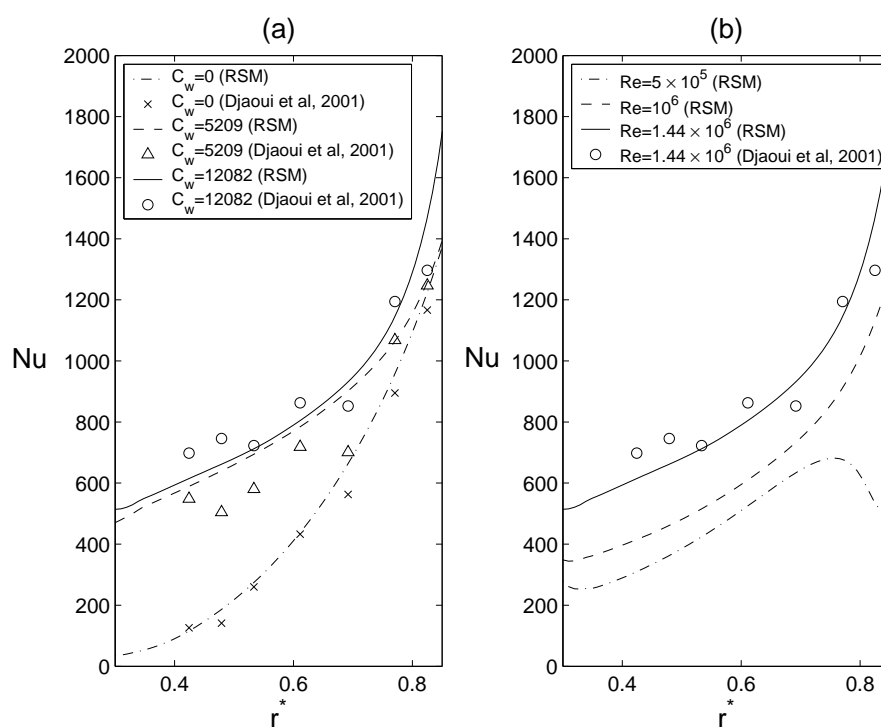 (a)
2000
1800
1600
1400
1200
1000
800
600
400
200
0
Nu
C_w=0 (RSM)
C_w=0 (Djaoui et al, 2001)
C_w=5209 (RSM)
C_w=5209 (Djaoui et al, 2001)
C_w=12082 (RSM)
C_w=12082 (Djaoui et al, 2001)
0.4 0.6 0.8
r*
(b)
2000
1800
1600
1400
1200
1000
800
600
400
200
0
Nu
Re=5 × 10^5 (RSM)
Re=10^6 (RSM)
Re=1.44 × 10^6 (RSM)
Re=1.44 × 10^6 (Djaoui et al, 2001)
0.4 0.6 0.8
r*